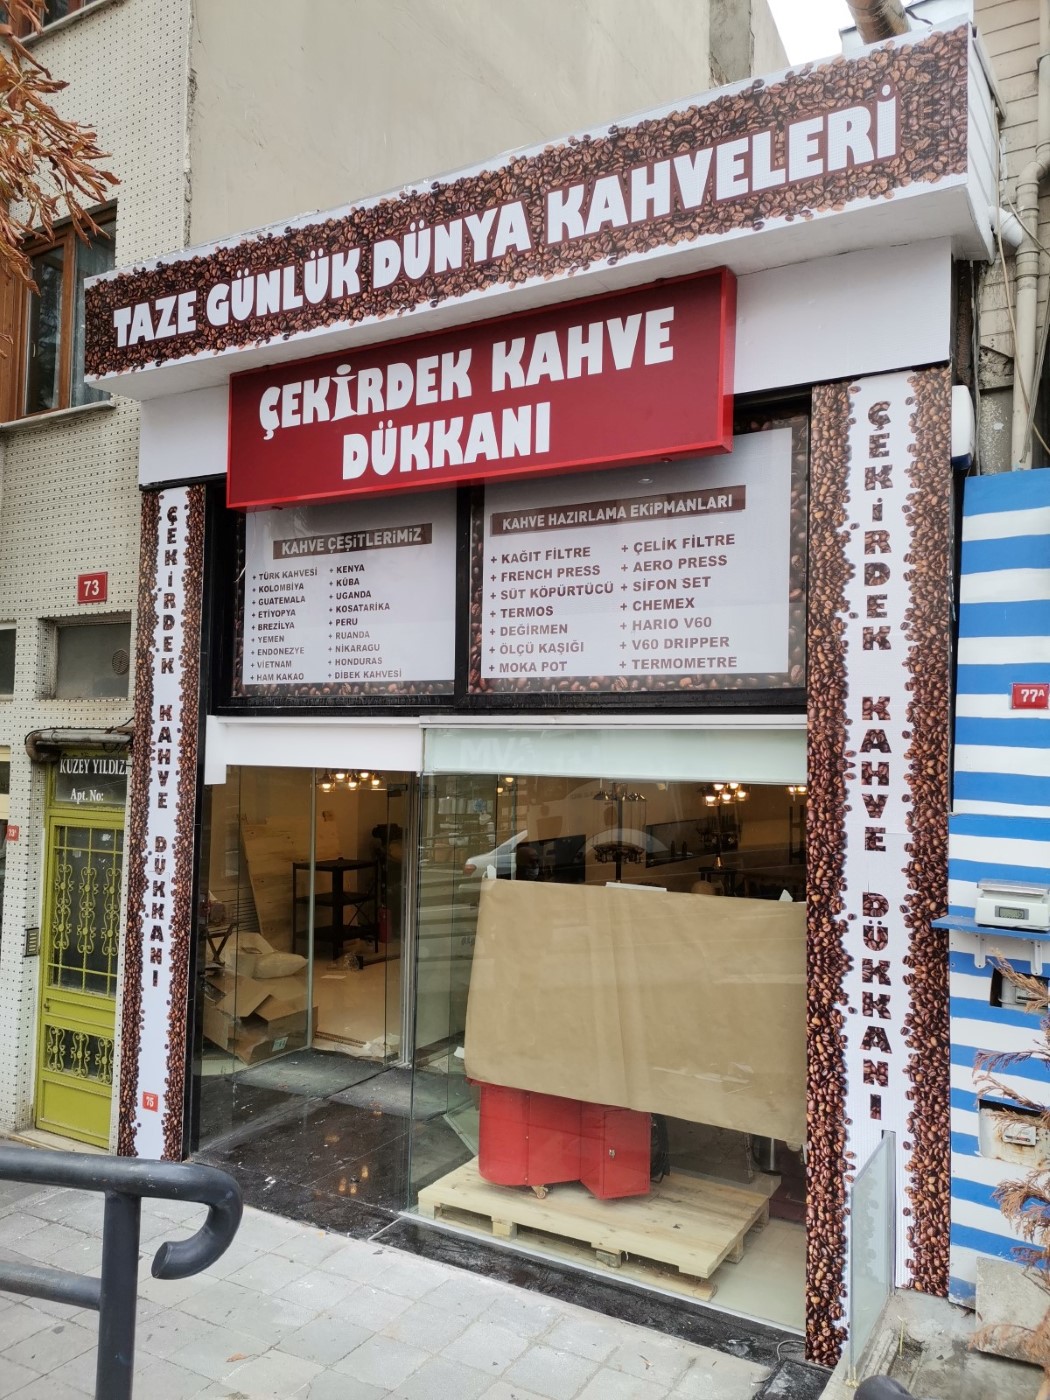 TAZE GÜNLÜK DÜNYA KAHVELERİ
ÇEKİRDEK KAHVE
DÜKKANI
KAHVE ÇEŞİTLERİMİZ
+ TÜRK KAHVESİ
+ KOLOMBİYA
+ GUATEMALA
+ ETİYOPYA
+ BREZİLYA
+ YEMEN
+ ENDONEZYE
+ VİETNAM
+ HAM KAKAO
+ KENYA
+ KÜBA
+ UGANDA
+ KOSATARİKA
+ PERU
+ RUANDA
+ NİKARAGU
+ HONDURAS
+ DİBEK KAHVESİ
KAHVE HAZIRLAMA EKİPMANLARI
+ KAĞIT FİLTRE
+ FRENCH PRESS
+ SÜT KÖPÜRTÜCÜ
+ TERMOS
+ DEĞİRMEN
+ ÖLÇÜ KAŞIĞI
+ MOKA POT
+ ÇELİK FİLTRE
+ AERO PRESS
+ SİFON SET
+ CHEMEX
+ HARIO V60
+ V60 DRIPPER
+ TERMOMETRE
ÇEKİRDEK KAHVE DÜKKANI
ÇEKİRDEK KAHVE DÜKKANI
73
77A
KUZEY YILDIZI
Apt. No:
75